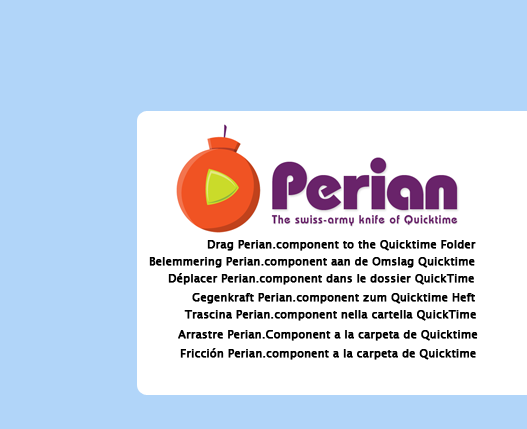 Perian
The swiss-army knife of Quicktime
Drag Perian.component to the Quicktime Folder
Belemmering Perian.component aan de Omslag Quicktime
Déplacer Perian.component dans le dossier QuickTime
Gegenkraft Perian.component zum Quicktime Heft
Trascina Perian.component nella cartella QuickTime
Arrastre Perian.Component a la carpeta de Quicktime
Fricción Perian.component a la carpeta de Quicktime